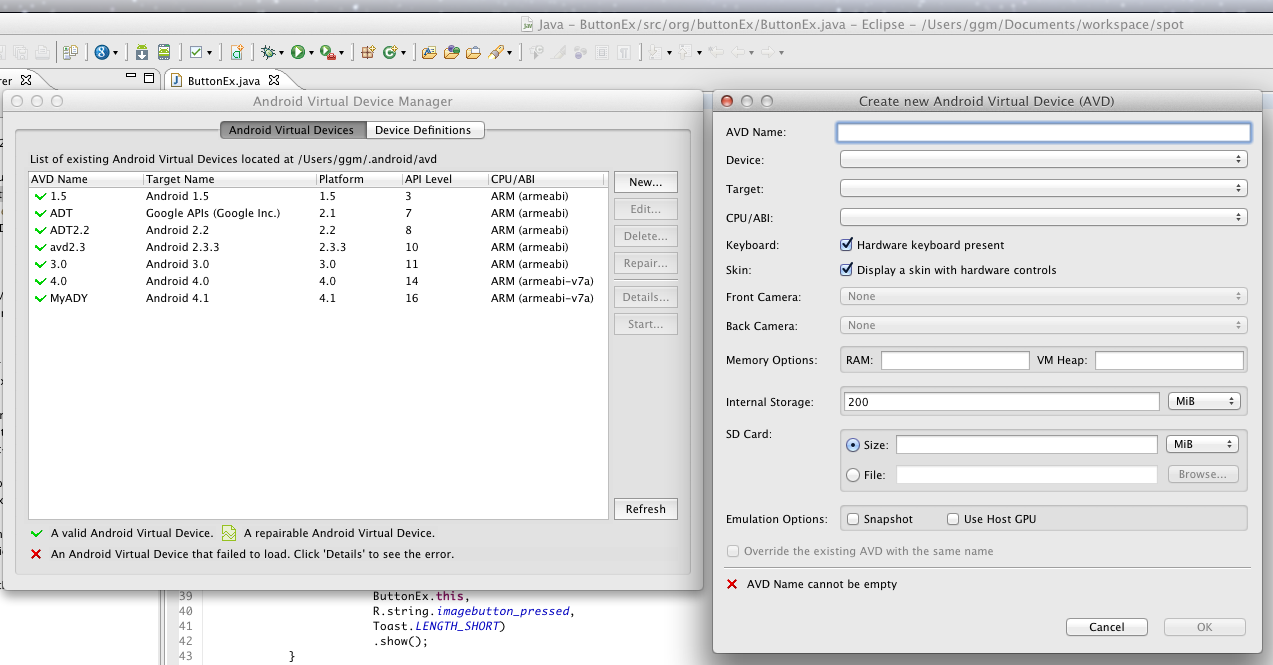 Java – ButtonEx/src/org/buttonEx/ButtonEx.java – Eclipse – /Users/ggm/Documents/workspace/spot
rer
ButtonEx.java
Android Virtual Device Manager
Android Virtual Devices
Device Definitions
List of existing Android Virtual Devices located at /Users/ggm/.android/avd
AVD Name Target Name Platform API Level CPU/ABI
1.5 Android 1.5 1.5 3 ARM (armeabi)
ADT Google APIs (Google Inc.) 2.1 7 ARM (armeabi)
ADT2.2 Android 2.2 2.2 8 ARM (armeabi)
avd2.3 Android 2.3.3 2.3.3 10 ARM (armeabi)
3.0 Android 3.0 3.0 11 ARM (armeabi)
4.0 Android 4.0 4.0 14 ARM (armeabi-v7a)
MyADY Android 4.1 4.1 16 ARM (armeabi-v7a)
New...
Edit...
Delete...
Repair...
Details...
Start...
Refresh
A valid Android Virtual Device. A repairable Android Virtual Device.
An Android Virtual Device that failed to load. Click 'Details' to see the error.
39 ButtonEx.this,
40 R.string.imagebutton_pressed,
41 Toast.LENGTH_SHORT)
42 .show();
43 }
Create new Android Virtual Device (AVD)
AVD Name:
Device:
Target:
CPU/ABI:
Keyboard: Hardware keyboard present
Skin: Display a skin with hardware controls
Front Camera: None
Back Camera: None
Memory Options: RAM: VM Heap:
Internal Storage: 200 MiB
SD Card:
Size: MiB
File: Browse...
Emulation Options: Snapshot Use Host GPU
Override the existing AVD with the same name
AVD Name cannot be empty
Cancel OK